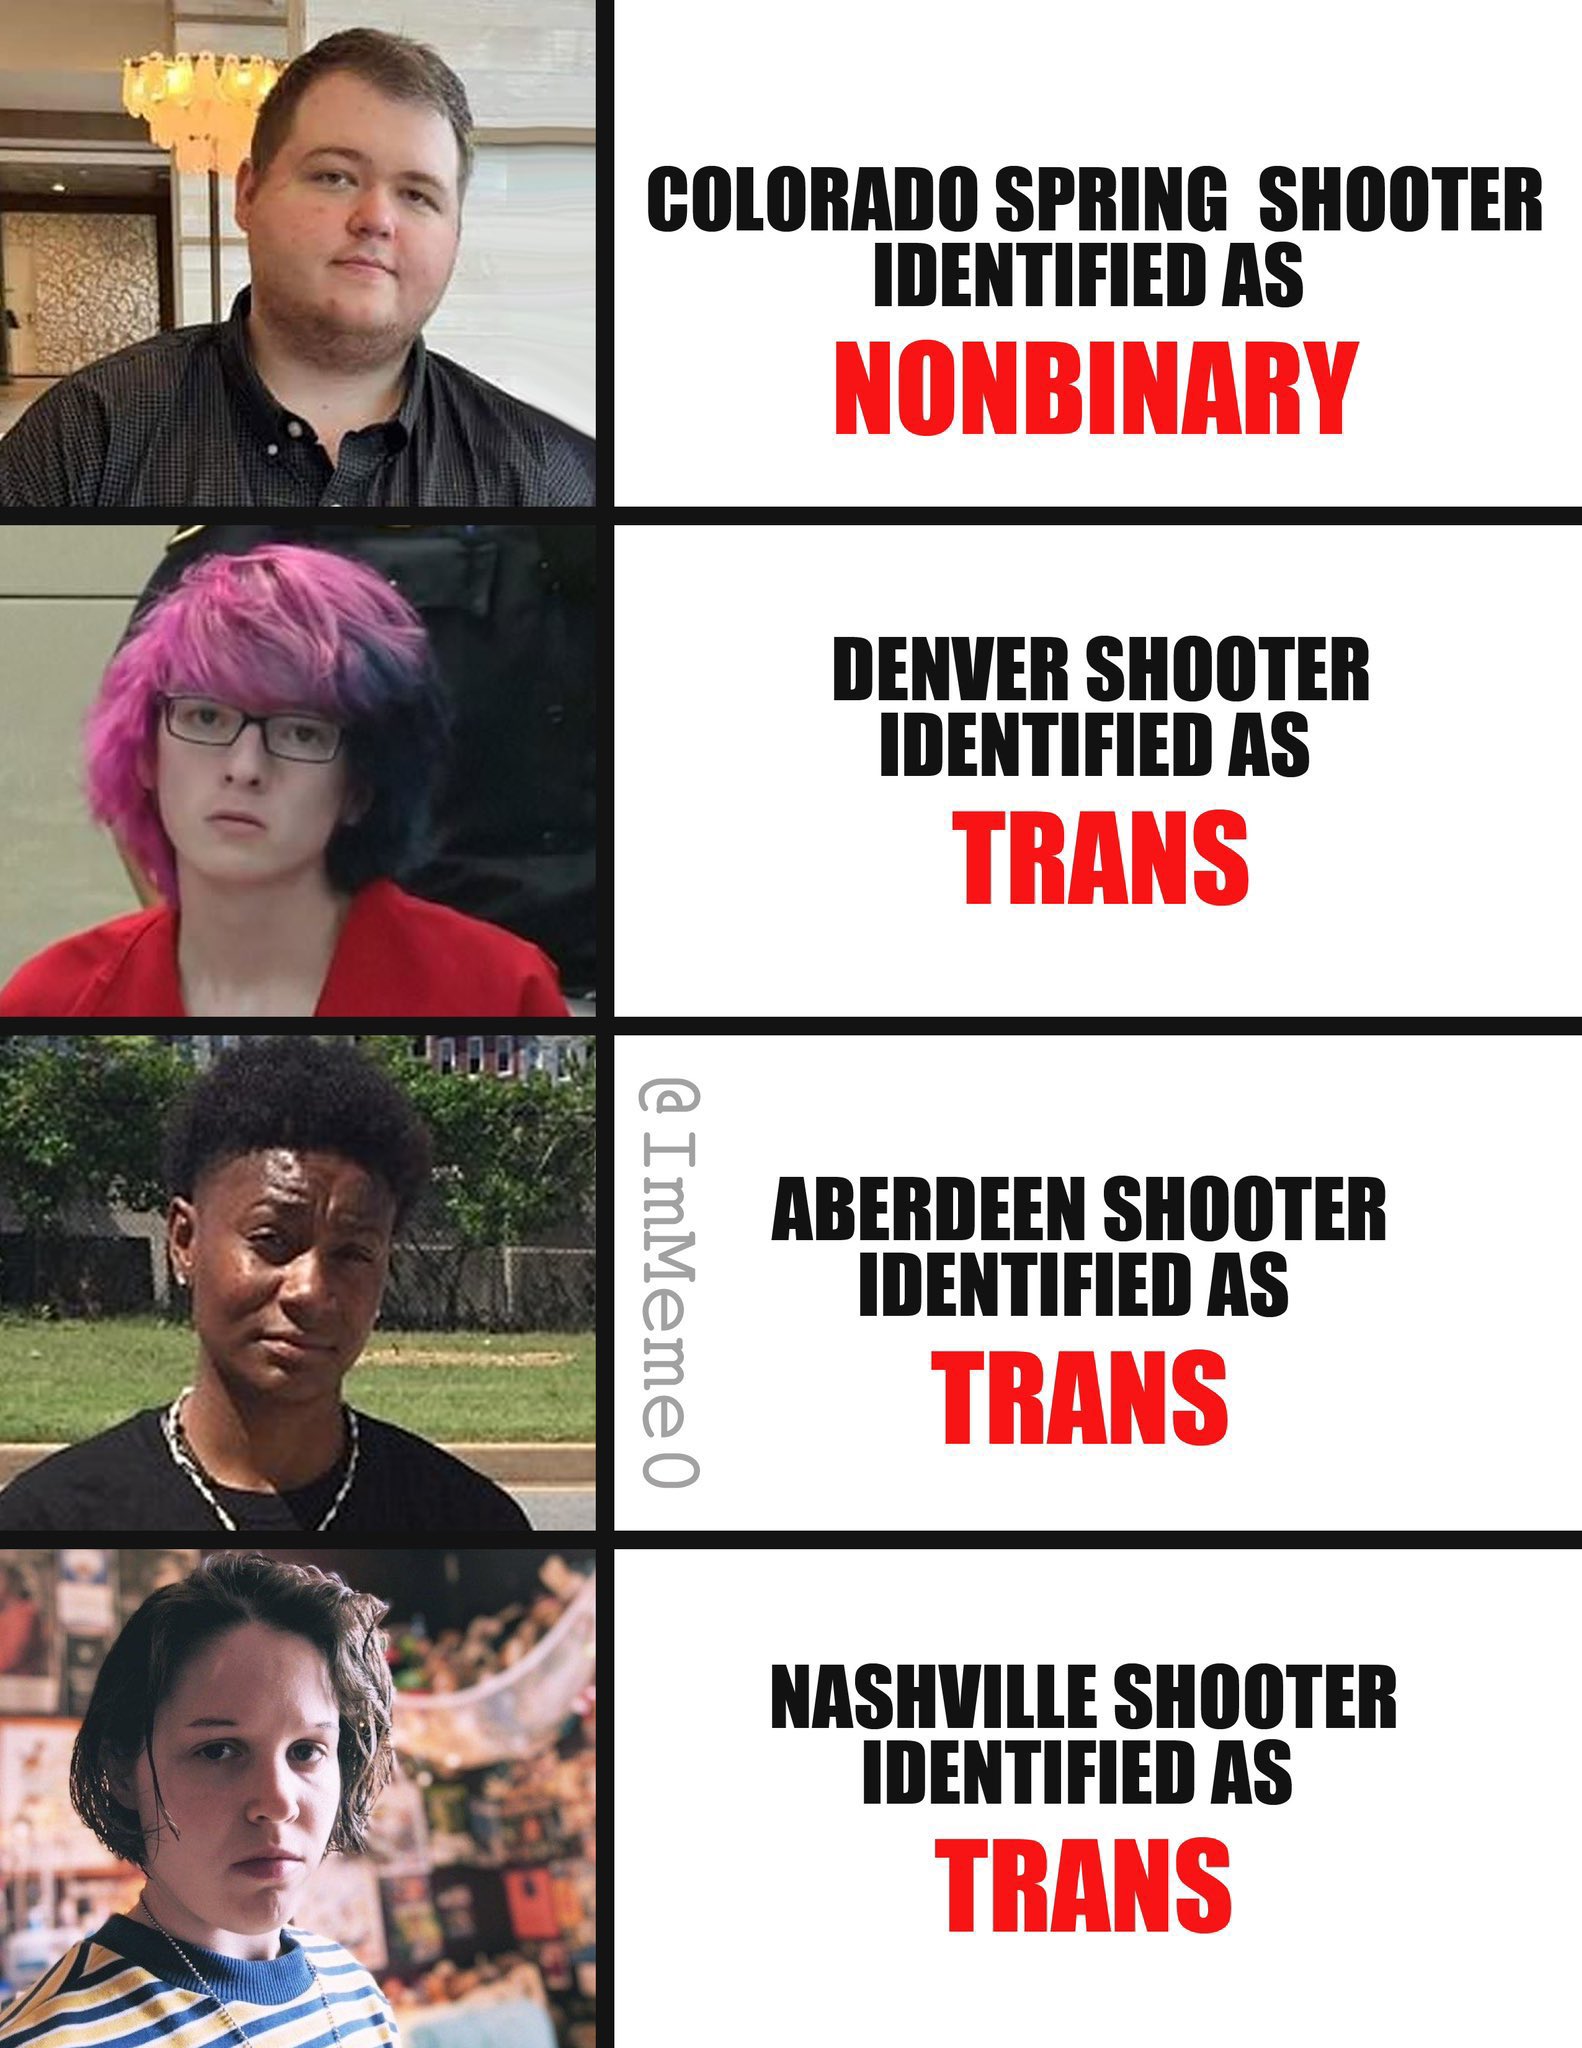 COLORADO SPRING SHOOTER
IDENTIFIED AS
NONBINARY
DENVER SHOOTER
IDENTIFIED AS
TRANS
@ImMeme0
ABERDEEN SHOOTER
IDENTIFIED AS
TRANS
NASHVILLE SHOOTER
IDENTIFIED AS
TRANS